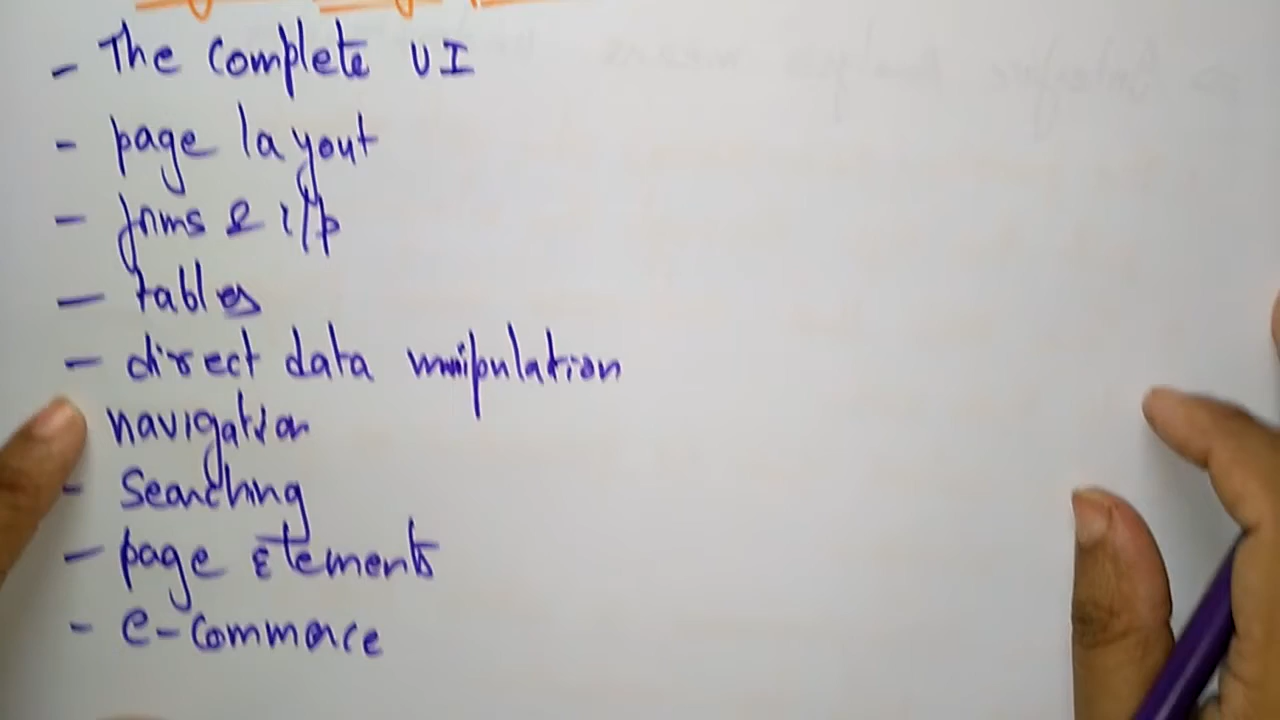 - The complete UI
- page layout
- forms & i/p
- tables
- direct data manipulation
navigation
- Searching
- page Elements
- e-commerce